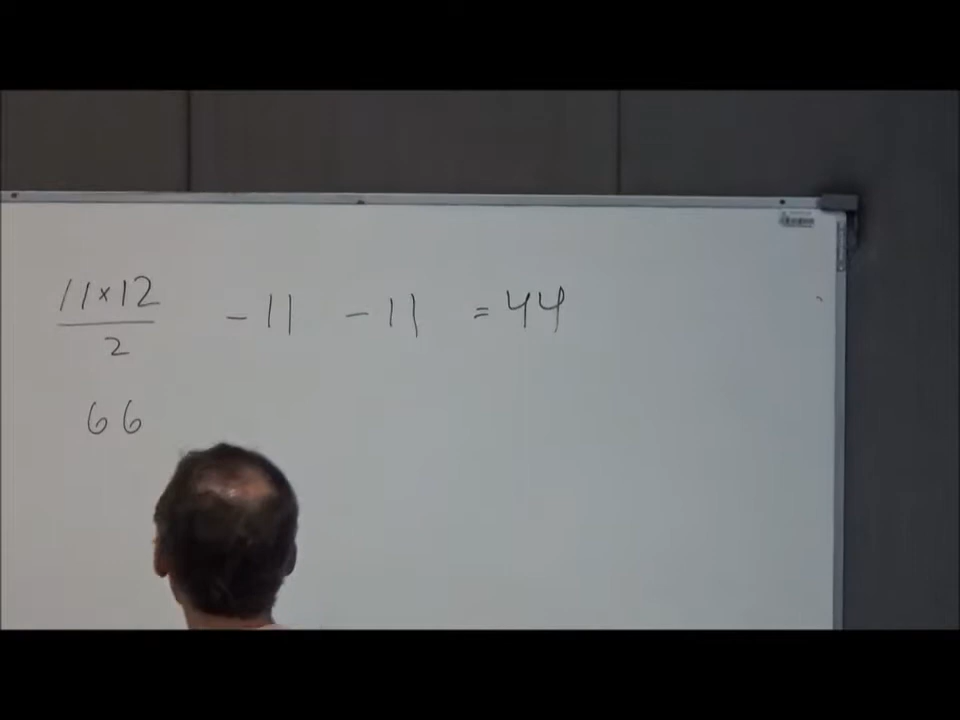 11×12
— - 11 - 11 = 44
2
66